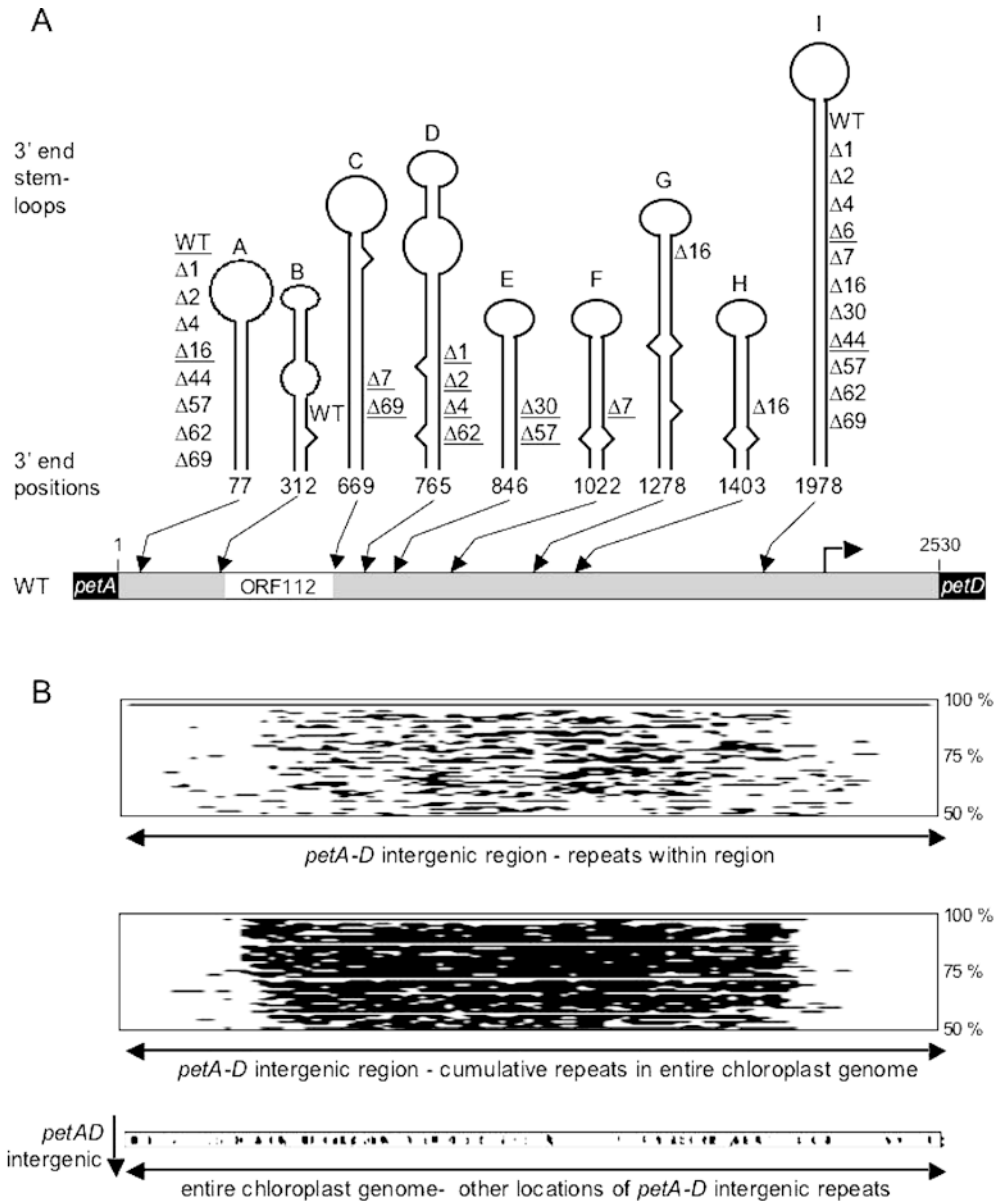 A
I
D
C
G
A
B
E
F
H
3' end
stem-
loops
WT
Δ1
Δ2
Δ4
Δ16
Δ44
Δ57
Δ62
Δ69
WT
Δ7
Δ69
Δ1
Δ2
Δ4
Δ62
Δ30
Δ57
Δ7
Δ16
Δ16
WT
Δ1
Δ2
Δ4
Δ6
Δ7
Δ16
Δ30
Δ44
Δ57
Δ62
Δ69
3' end
positions
77 312 669 765 846 1022 1278 1403 1978
1 2530
WT petA ORF112 petD
B
100 %
75 %
50 %
petA-D intergenic region - repeats within region
100 %
75 %
50 %
petA-D intergenic region - cumulative repeats in entire chloroplast genome
petAD
intergenic
entire chloroplast genome- other locations of petA-D intergenic repeats